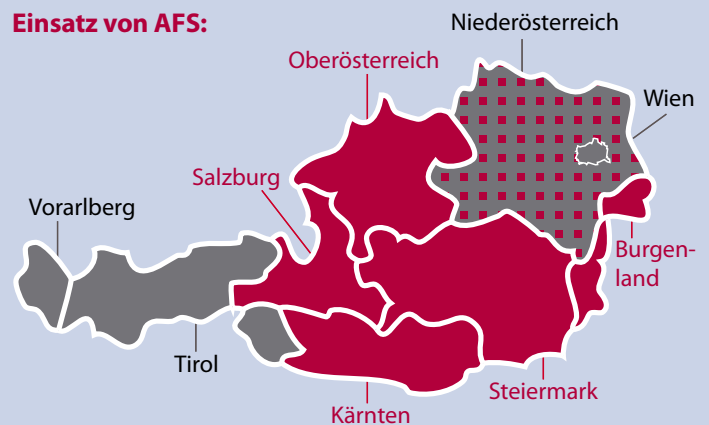 Einsatz von AFS:
Niederösterreich
Oberösterreich
Wien
Salzburg
Vorarlberg
Burgen-
land
Tirol
Steiermark
Kärnten